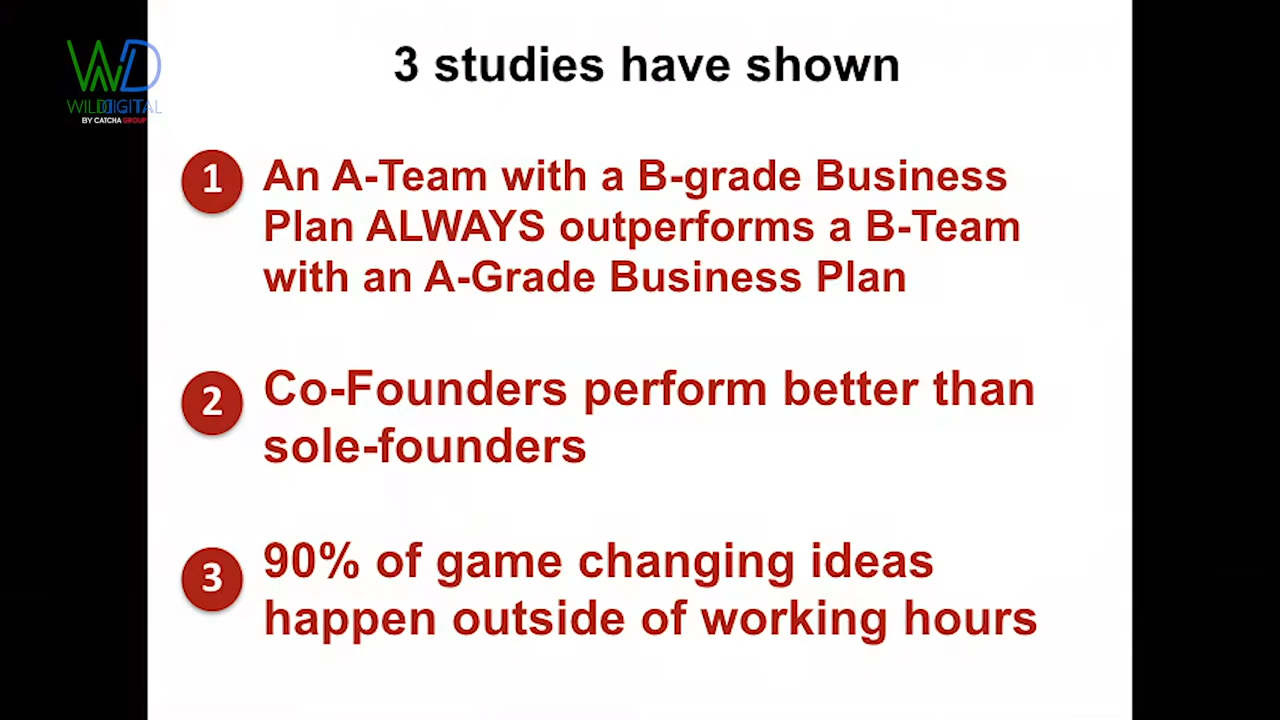 WD
WILDDIGITAL
BY CATCHA GROUP
3 studies have shown
1 An A-Team with a B-grade Business
Plan ALWAYS outperforms a B-Team
with an A-Grade Business Plan
2 Co-Founders perform better than
sole-founders
3 90% of game changing ideas
happen outside of working hours